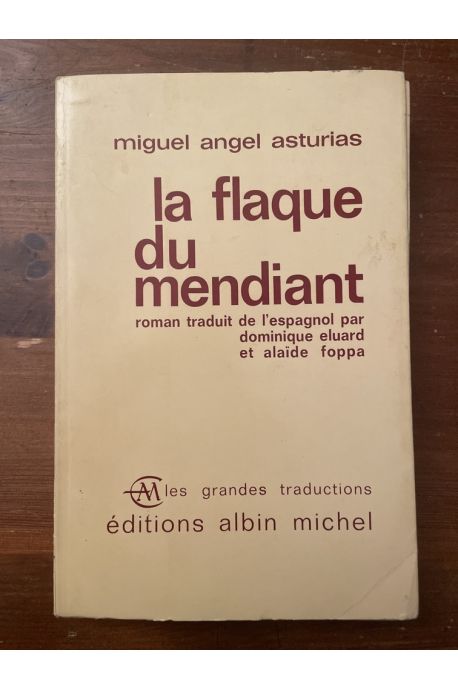 miguel angel asturias
la flaque
du
mendiant
roman traduit de l'espagnol par
dominique eluard
et alaïde foppa
AM les grandes traductions
éditions albin michel